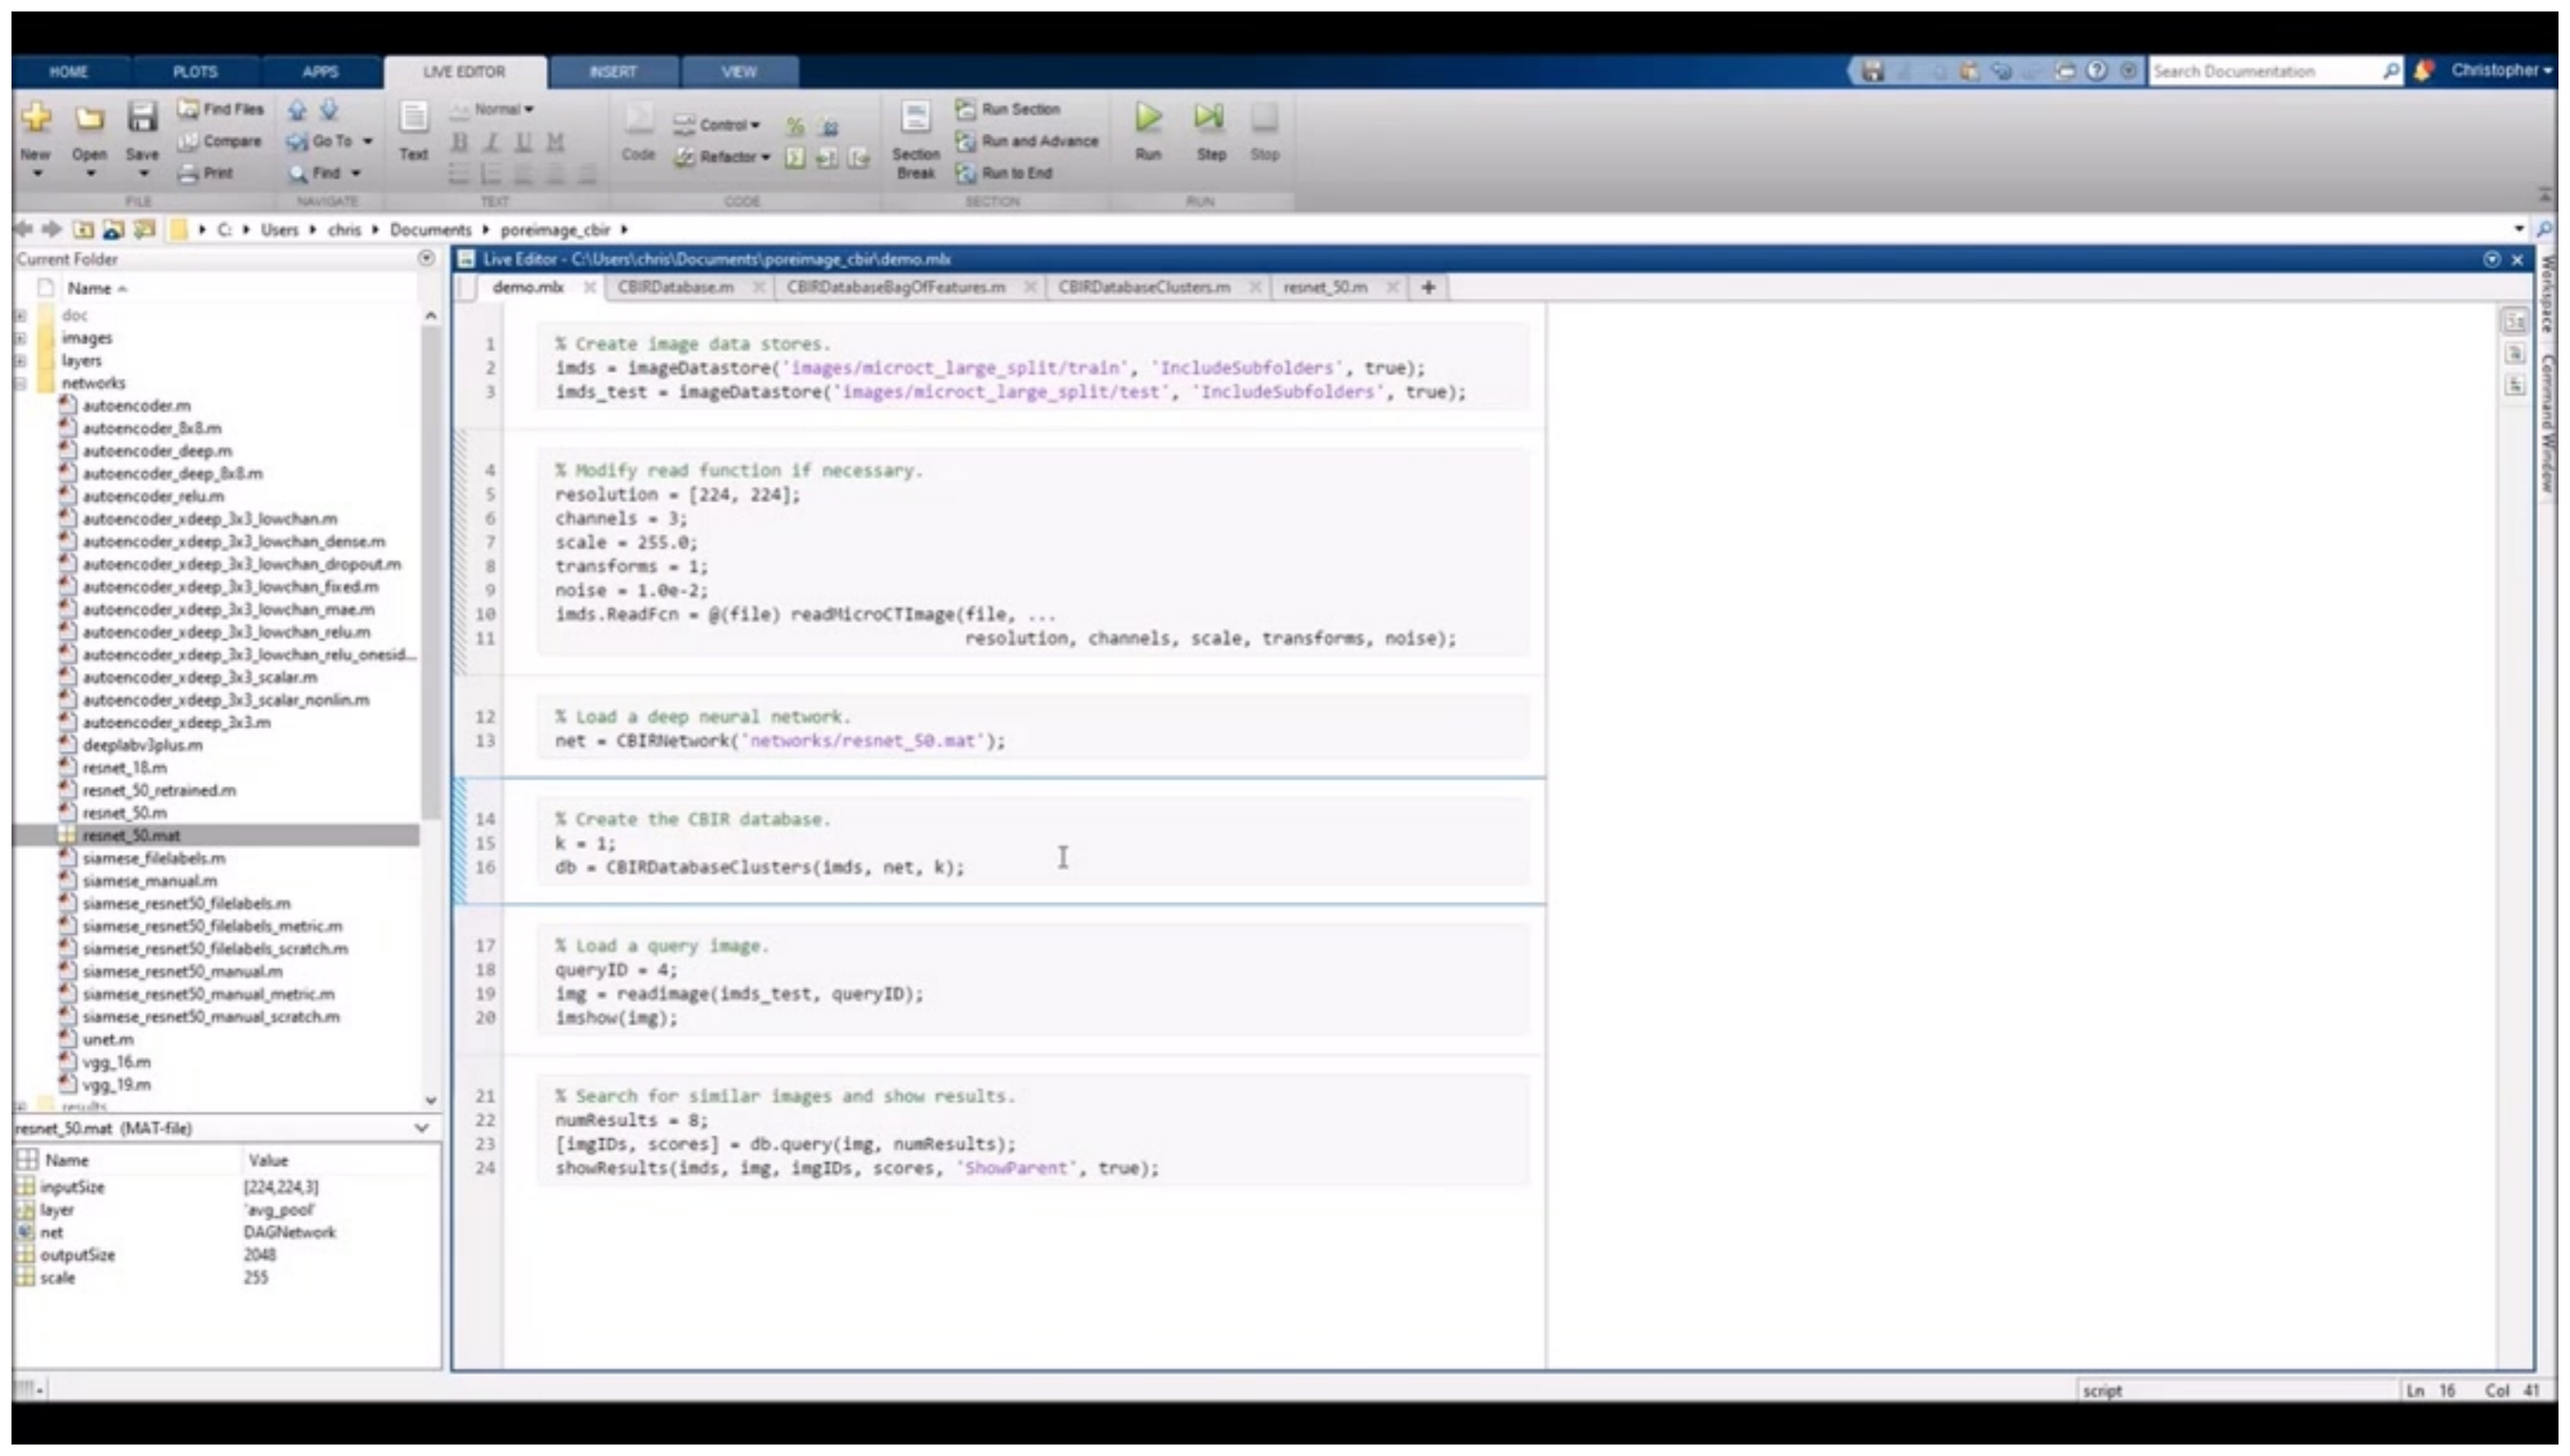 HOME PLOTS APPS LIVE EDITOR INSERT VIEW Search Documentation Christopher
New Open Save Find Files Compare Print Go To Find Text Normal B I U M Code Control Refactor Section Break Run Section Run and Advance Run to End Run Step Stop
FILE NAVIGATE TEXT CODE SECTION RUN
C: Users chris Documents poreimage_cbir
Current Folder
Name
doc
images
layers
networks
autoencoder.m
autoencoder_8x8.m
autoencoder_deep.m
autoencoder_deep_8x8.m
autoencoder_relu.m
autoencoder_xdeep_3x3_lowchan.m
autoencoder_xdeep_3x3_lowchan_dense.m
autoencoder_xdeep_3x3_lowchan_dropout.m
autoencoder_xdeep_3x3_lowchan_fixed.m
autoencoder_xdeep_3x3_lowchan_mae.m
autoencoder_xdeep_3x3_lowchan_relu.m
autoencoder_xdeep_3x3_lowchan_relu_onesid...
autoencoder_xdeep_3x3_scalar.m
autoencoder_xdeep_3x3_scalar_nonlin.m
autoencoder_xdeep_3x3.m
deeplabv3plus.m
resnet_18.m
resnet_50_retrained.m
resnet_50.m
resnet_50.mat
siamese_filelabels.m
siamese_manual.m
siamese_resnet50_filelabels.m
siamese_resnet50_filelabels_metric.m
siamese_resnet50_filelabels_scratch.m
siamese_resnet50_manual.m
siamese_resnet50_manual_metric.m
siamese_resnet50_manual_scratch.m
unet.m
vgg_16.m
vgg_19.m
results
resnet_50.mat (MAT-file)
Name Value
inputSize [224,224,3]
layer 'avg_pool'
net DAGNetwork
outputSize 2048
scale 255
Live Editor - C:\Users\chris\Documents\poreimage_cbir\demo.mlx
demo.mlx CBIRDatabase.m CBIRDatabaseBagOfFeatures.m CBIRDatabaseClusters.m resnet_50.m
1 % Create image data stores.
2 imds = imageDatastore('images/microct_large_split/train', 'IncludeSubfolders', true);
3 imds_test = imageDatastore('images/microct_large_split/test', 'IncludeSubfolders', true);
4 % Modify read function if necessary.
5 resolution = [224, 224];
6 channels = 3;
7 scale = 255.0;
8 transforms = 1;
9 noise = 1.0e-2;
10 imds.ReadFcn = @(file) readMicroCTImage(file, ...
11 resolution, channels, scale, transforms, noise);
12 % Load a deep neural network.
13 net = CBIRNetwork('networks/resnet_50.mat');
14 % Create the CBIR database.
15 k = 1;
16 db = CBIRDatabaseClusters(imds, net, k);
17 % Load a query image.
18 queryID = 4;
19 img = readimage(imds_test, queryID);
20 imshow(img);
21 % Search for similar images and show results.
22 numResults = 8;
23 [imgIDs, scores] = db.query(img, numResults);
24 showResults(imds, img, imgIDs, scores, 'ShowParent', true);
Workspace
Command Window
script Ln 16 Col 41